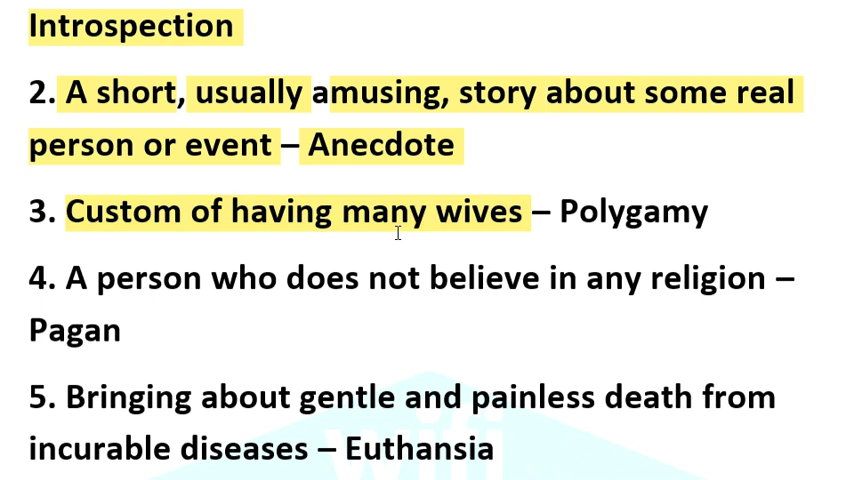 Introspection
2. A short, usually amusing, story about some real
person or event – Anecdote
3. Custom of having many wives – Polygamy
4. A person who does not believe in any religion –
Pagan
5. Bringing about gentle and painless death from
incurable diseases – Euthansia
wifi